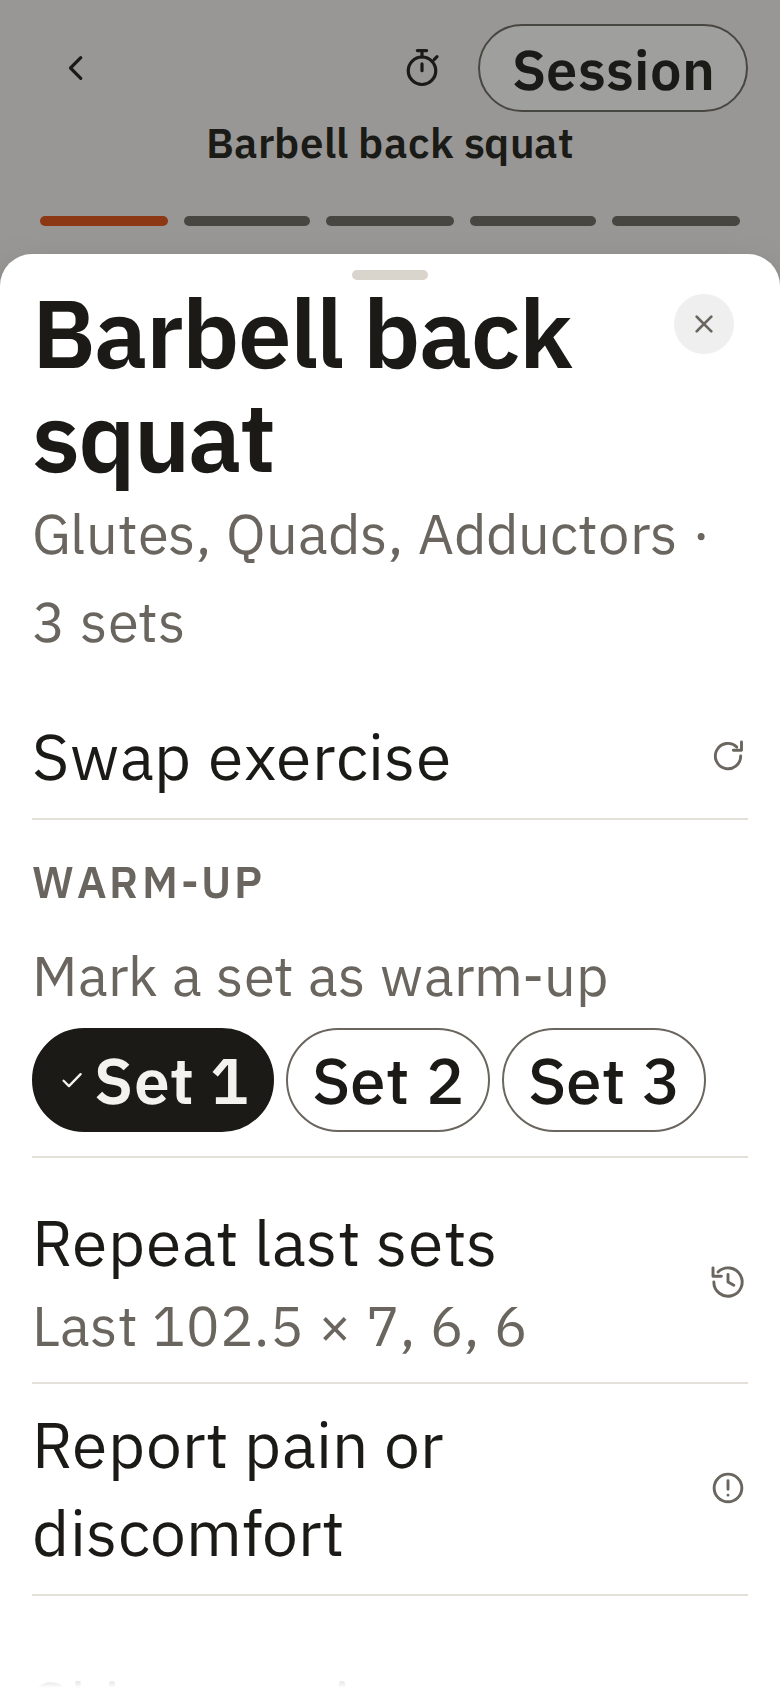 Session
Barbell back squat
Barbell back
squat
Glutes, Quads, Adductors ·
3 sets
Swap exercise
WARM-UP
Mark a set as warm-up
Set 1 Set 2 Set 3
Repeat last sets
Last 102.5 × 7, 6, 6
Report pain or
discomfort